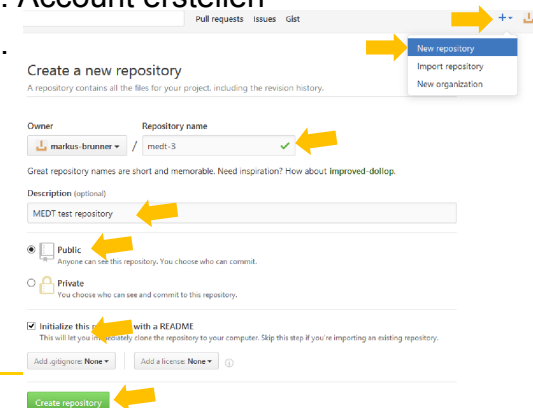 . Account erstellen
Pull requests Issues Gist
.
New repository
Import repository
New organization
Create a new repository
A repository contains all the files for your project, including the revision history.
Owner Repository name
markus-brunner / medt-3
Great repository names are short and memorable. Need inspiration? How about improved-dollop.
Description (optional)
MEDT test repository
Public
Anyone can see this repository. You choose who can commit.
Private
You choose who can see and commit to this repository.
Initialize this r with a README
This will let you immediately clone the repository to your computer. Skip this step if you're importing an existing repository.
Add .gitignore: None Add a license: None
Create repository